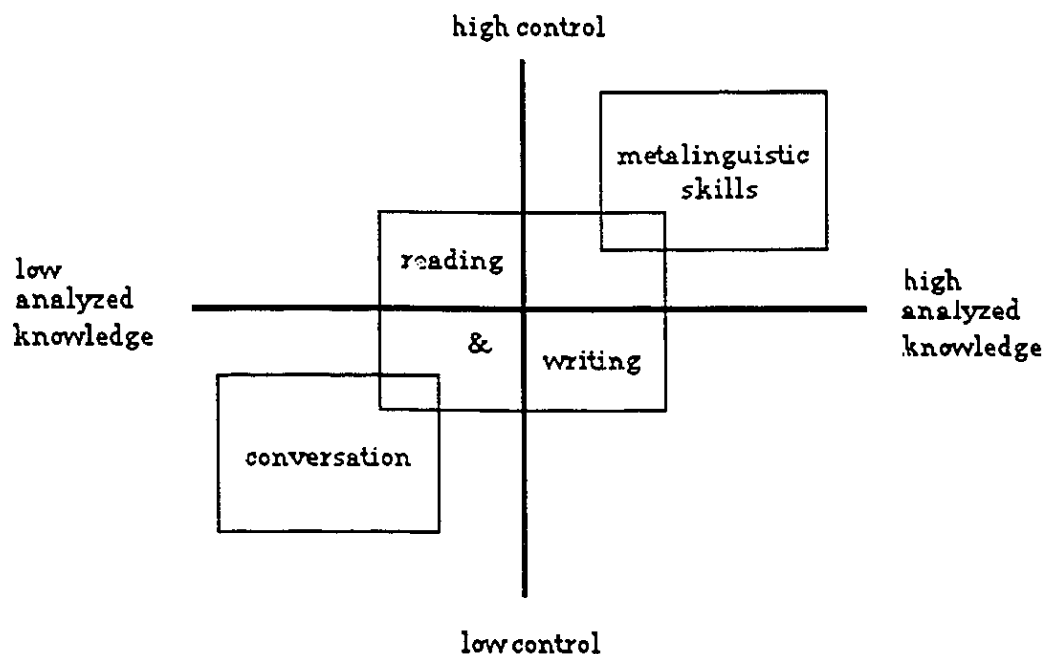 high control
metalinguistic
skills
reading
low
analyzed
knowledge
high
analyzed
knowledge
&
writing
conversation
low control